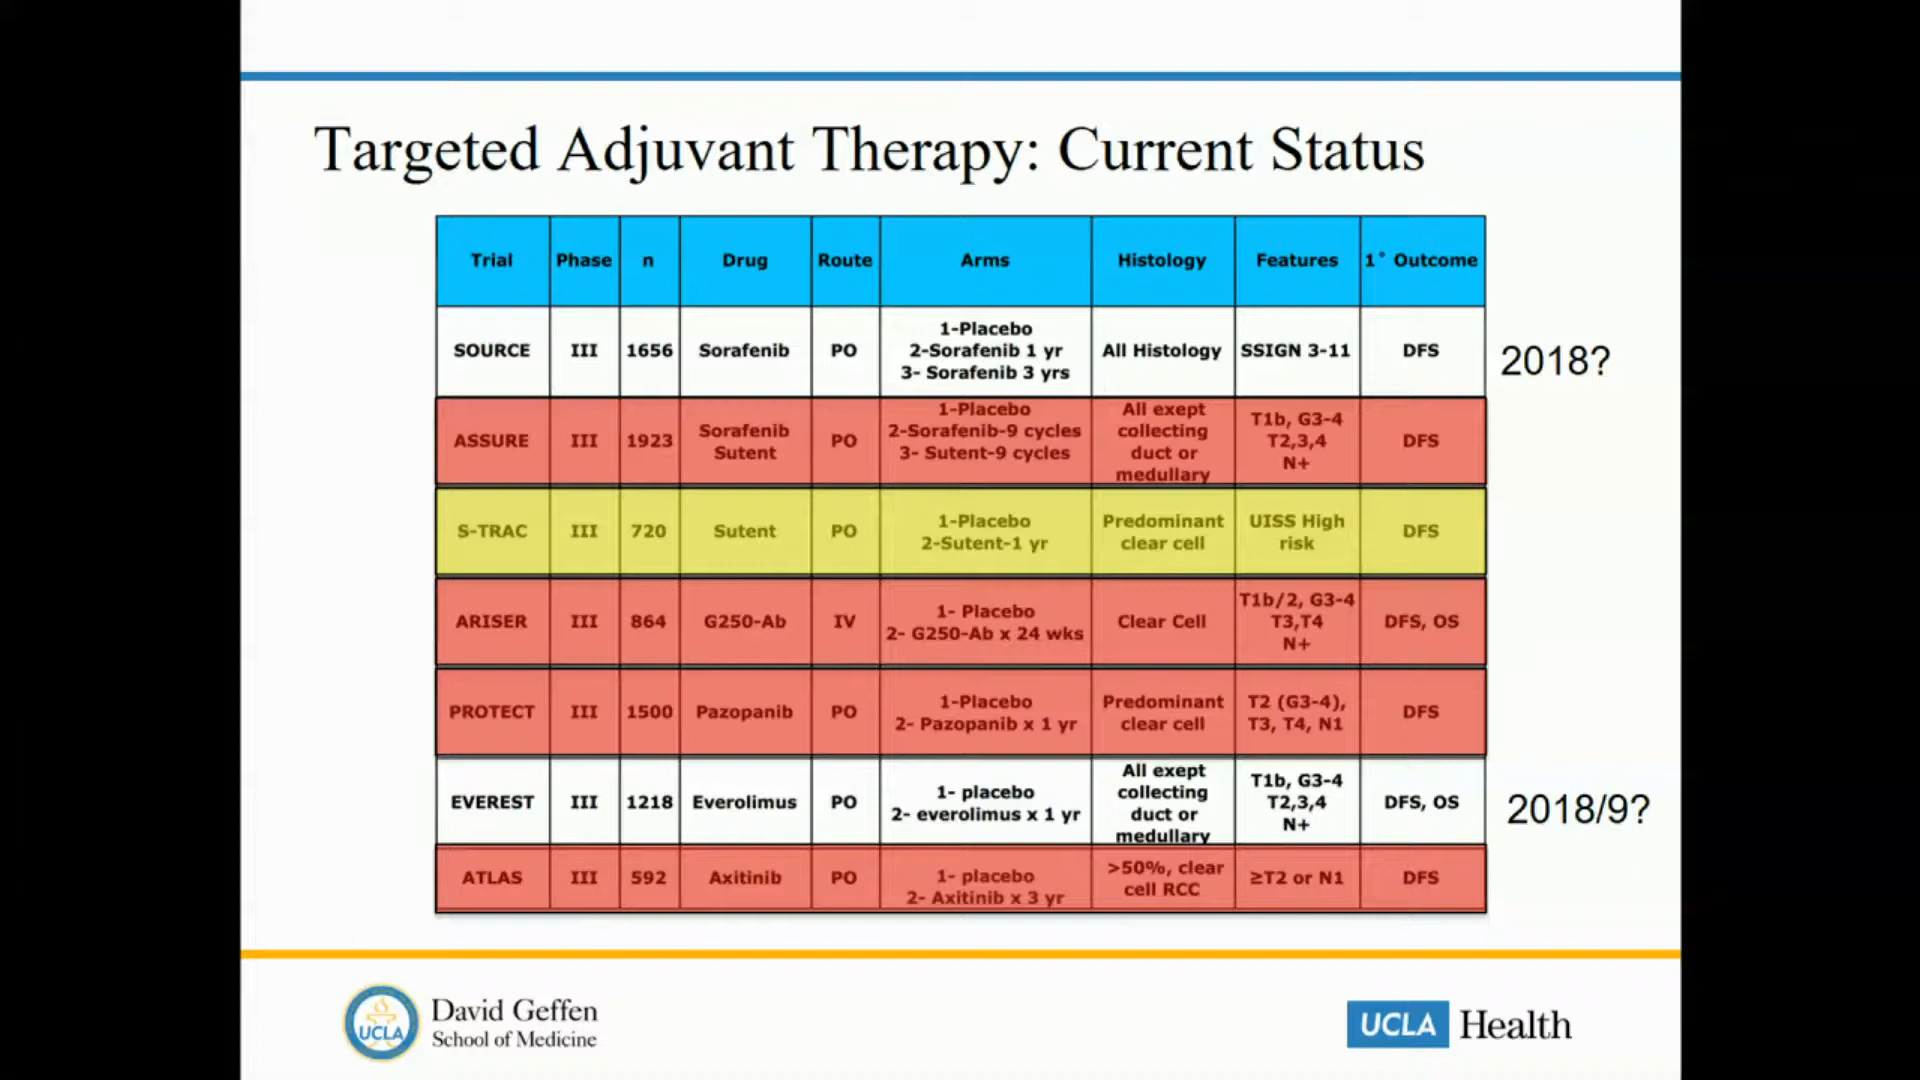 Targeted Adjuvant Therapy: Current Status
Trial Phase n Drug Route Arms Histology Features 1° Outcome
SOURCE III 1656 Sorafenib PO 1-Placebo 2-Sorafenib 1 yr 3- Sorafenib 3 yrs All Histology SSIGN 3-11 DFS 2018?
ASSURE III 1923 Sorafenib Sutent PO 1-Placebo 2-Sorafenib-9 cycles 3- Sutent-9 cycles All exept collecting duct or medullary T1b, G3-4 T2,3,4 N+ DFS
S-TRAC III 720 Sutent PO 1-Placebo 2-Sutent-1 yr Predominant clear cell UISS High risk DFS
ARISER III 864 G250-Ab IV 1- Placebo 2- G250-Ab x 24 wks Clear Cell T1b/2, G3-4 T3,T4 N+ DFS, OS
PROTECT III 1500 Pazopanib PO 1-Placebo 2- Pazopanib x 1 yr Predominant clear cell T2 (G3-4), T3, T4, N1 DFS
EVEREST III 1218 Everolimus PO 1- placebo 2- everolimus x 1 yr All exept collecting duct or medullary T1b, G3-4 T2,3,4 N+ DFS, OS 2018/9?
ATLAS III 592 Axitinib PO 1- placebo 2- Axitinib x 3 yr >50%, clear cell RCC ≥T2 or N1 DFS
UCLA
David Geffen
School of Medicine
UCLA Health